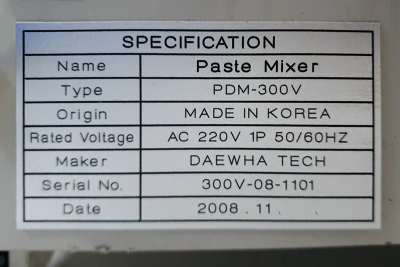 SPECIFICATION
Name Paste Mixer
Type PDM-300V
Origin MADE IN KOREA
Rated Voltage AC 220V 1P 50/60HZ
Maker DAEWHA TECH
Serial No. 300V-08-1101
Date 2008 . 11 .     .